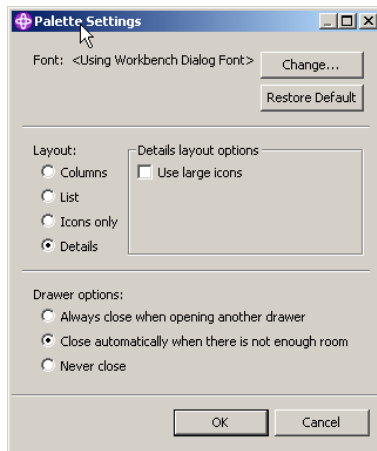 Palette Settings
Font: <Using Workbench Dialog Font>
Change...
Restore Default
Layout:
Columns
List
Icons only
Details
Details layout options
Use large icons
Drawer options:
Always close when opening another drawer
Close automatically when there is not enough room
Never close
OK
Cancel